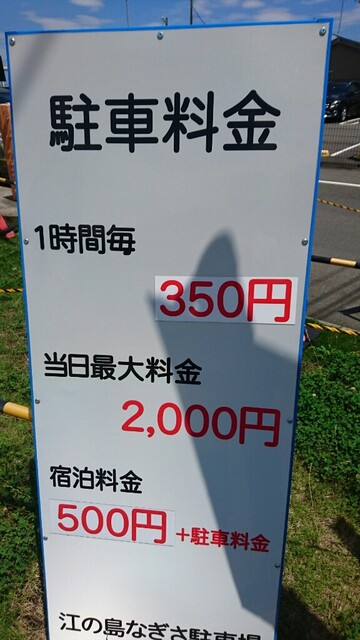 駐車料金
1時間毎
350円
当日最大料金
2,000円
宿泊料金
500円+駐車料金
江の島なぎさ駐車場